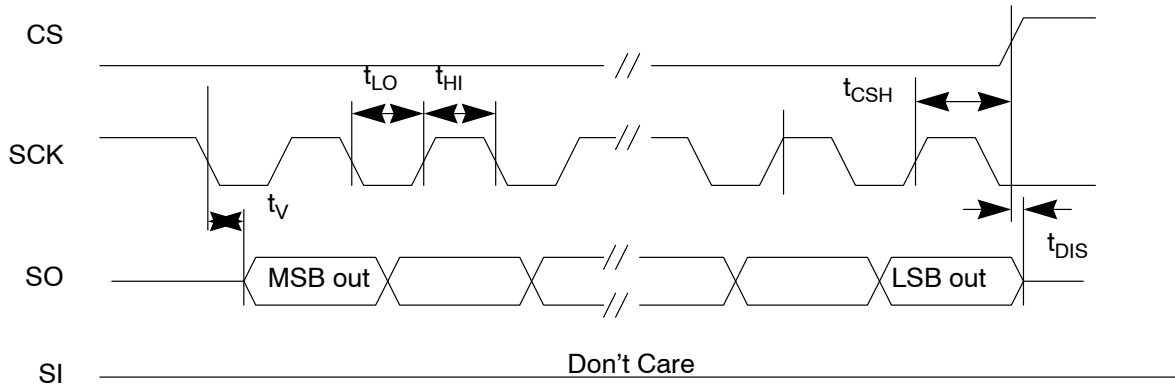 CS
tLO
tHI
tCSH
SCK
tV
tDIS
SO
MSB out
LSB out
SI
Don't Care